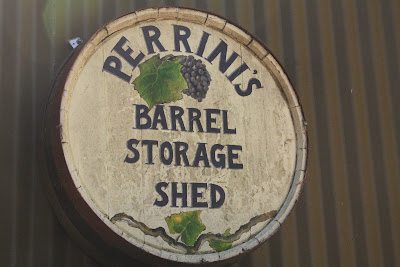 PERRINI'S
BARREL
STORAGE
SHED